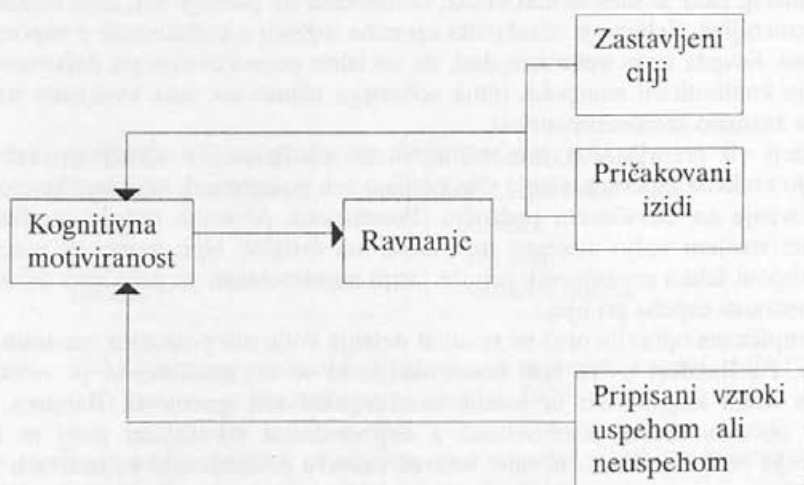 Zastavljeni
cilji
Pričakovani
izidi
Kognitivna
motiviranost
Ravnanje
Pripisani vzroki
uspehom ali
neuspehom